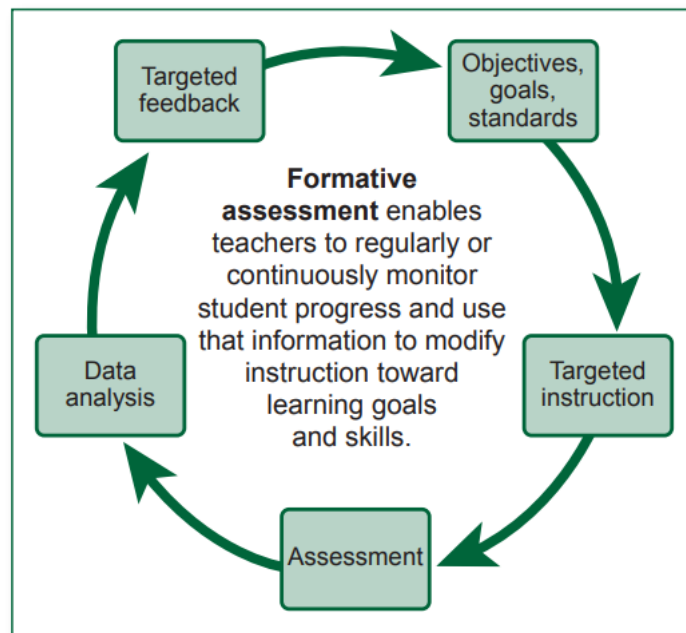 Targeted
feedback
Objectives,
goals,
standards
Formative
assessment enables
teachers to regularly or
continuously monitor
student progress and use
that information to modify
instruction toward
learning goals
and skills.
Data
analysis
Targeted
instruction
Assessment